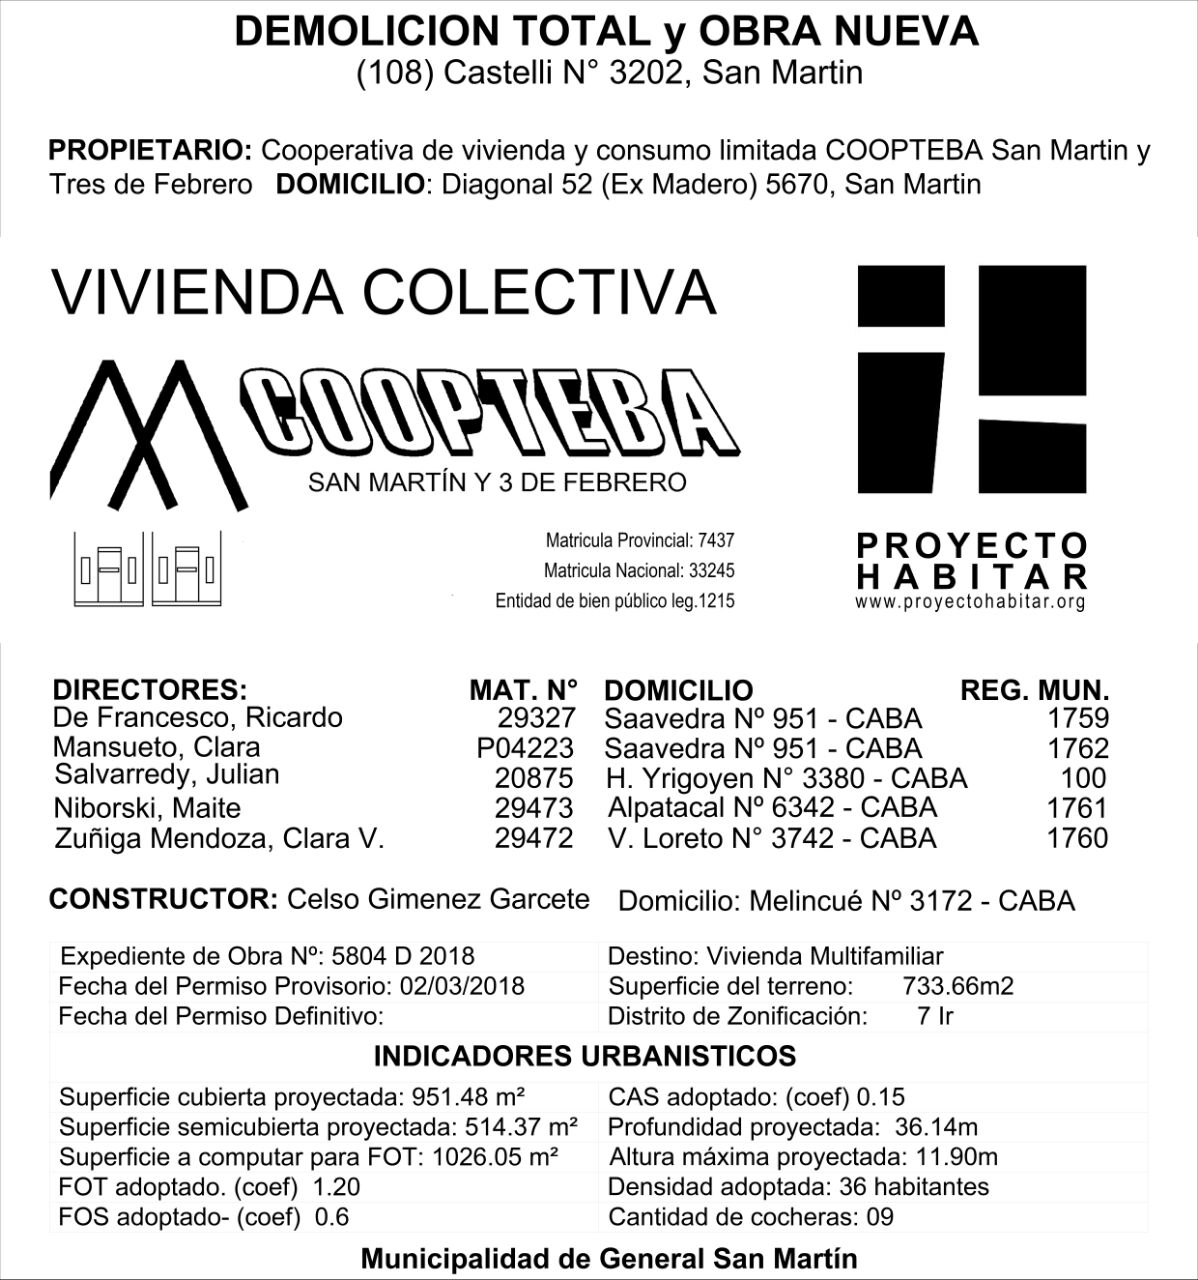 DEMOLICION TOTAL y OBRA NUEVA
(108) Castelli N° 3202, San Martin
PROPIETARIO: Cooperativa de vivienda y consumo limitada COOPTEBA San Martin y
Tres de Febrero DOMICILIO: Diagonal 52 (Ex Madero) 5670, San Martin
VIVIENDA COLECTIVA
COOPTEBA
SAN MARTÍN Y 3 DE FEBRERO
Matricula Provincial: 7437
Matricula Nacional: 33245
Entidad de bien público leg.1215
PROYECTO
HABITAR
www.proyectohabitar.org
DIRECTORES: MAT. N° DOMICILIO REG. MUN.
De Francesco, Ricardo 29327 Saavedra Nº 951 - CABA 1759
Mansueto, Clara P04223 Saavedra Nº 951 - CABA 1762
Salvarredy, Julian 20875 H. Yrigoyen N° 3380 - CABA 100
Niborski, Maite 29473 Alpatacal Nº 6342 - CABA 1761
Zuñiga Mendoza, Clara V. 29472 V. Loreto N° 3742 - CABA 1760
CONSTRUCTOR: Celso Gimenez Garcete Domicilio: Melincué Nº 3172 - CABA
Expediente de Obra Nº: 5804 D 2018 Destino: Vivienda Multifamiliar
Fecha del Permiso Provisorio: 02/03/2018 Superficie del terreno: 733.66m2
Fecha del Permiso Definitivo: Distrito de Zonificación: 7 Ir
INDICADORES URBANISTICOS
Superficie cubierta proyectada: 951.48 m² CAS adoptado: (coef) 0.15
Superficie semicubierta proyectada: 514.37 m² Profundidad proyectada: 36.14m
Superficie a computar para FOT: 1026.05 m² Altura máxima proyectada: 11.90m
FOT adoptado. (coef) 1.20 Densidad adoptada: 36 habitantes
FOS adoptado- (coef) 0.6 Cantidad de cocheras: 09
Municipalidad de General San Martín